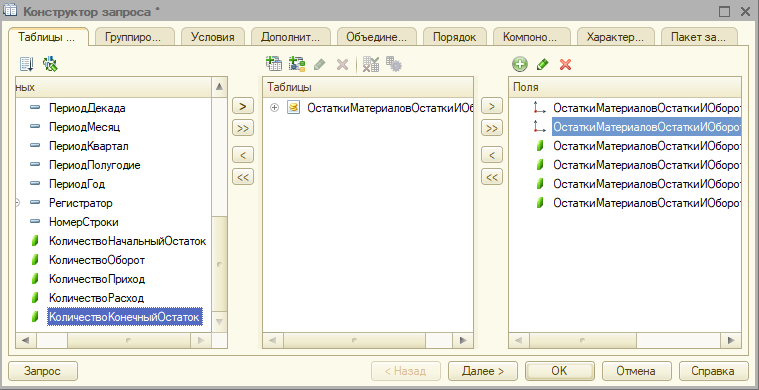 Конструктор запроса *
Таблицы ...
Группиро...
Условия
Дополнит...
Объедине...
Порядок
Компоно...
Характер...
Пакет за...
ных
ПериодДекада
ПериодМесяц
ПериодКвартал
ПериодПолугодие
ПериодГод
Регистратор
НомерСтроки
КоличествоНачальныйОстаток
КоличествоОборот
КоличествоПриход
КоличествоРасход
КоличествоКонечныйОстаток
>
>>
<
<<
Таблицы
ОстаткиМатериаловОстаткиИОб
>
>>
<
<<
Поля
ОстаткиМатериаловОстаткиИОборот
ОстаткиМатериаловОстаткиИОборот
ОстаткиМатериаловОстаткиИОборот
ОстаткиМатериаловОстаткиИОборот
ОстаткиМатериаловОстаткиИОборот
ОстаткиМатериаловОстаткиИОборот
Запрос
< Назад
Далее >
OK
Отмена
Справка